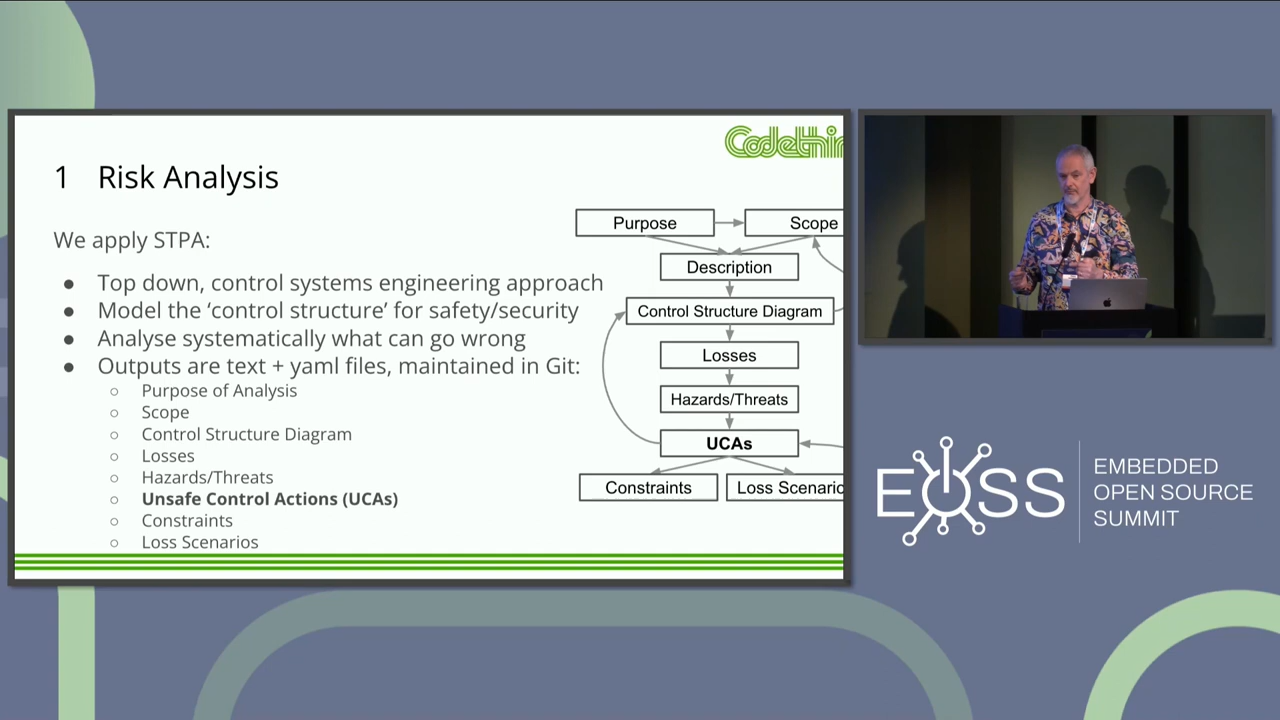 Codethin
1 Risk Analysis
We apply STPA:
● Top down, control systems engineering approach
● Model the ‘control structure’ for safety/security
● Analyse systematically what can go wrong
● Outputs are text + yaml files, maintained in Git:
○ Purpose of Analysis
○ Scope
○ Control Structure Diagram
○ Losses
○ Hazards/Threats
○ Unsafe Control Actions (UCAs)
○ Constraints
○ Loss Scenarios
Purpose
Scope
Description
Control Structure Diagram
Losses
Hazards/Threats
UCAs
Constraints
Loss Scenario
EOSS
EMBEDDED
OPEN SOURCE
SUMMIT